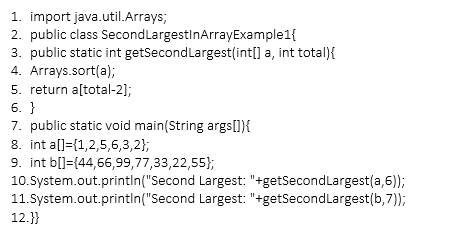 1. import java.util.Arrays;
2. public class SecondLargestInArrayExample1{
3. public static int getSecondLargest(int[] a, int total){
4. Arrays.sort(a);
5. return a[total-2];
6. }
7. public static void main(String args[]){
8. int a[]={1,2,5,6,3,2};
9. int b[]={44,66,99,77,33,22,55};
10.System.out.println("Second Largest: "+getSecondLargest(a,6));
11.System.out.println("Second Largest: "+getSecondLargest(b,7));
12.}}